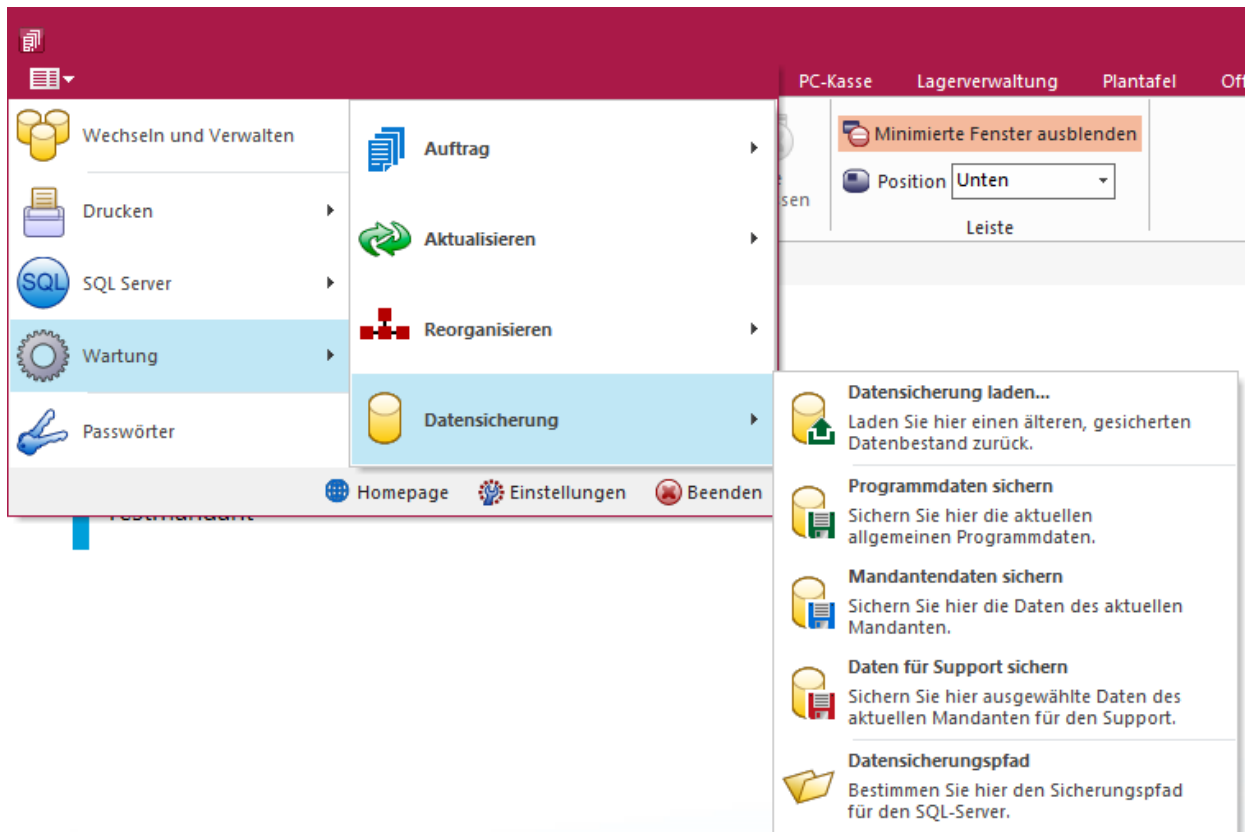 PC-Kasse Lagerverwaltung Plantafel
Wechseln und Verwalten
Drucken
SQL
SQL Server
Wartung
Passwörter
Auftrag
Aktualisieren
Reorganisieren
Datensicherung
Homepage Einstellungen Beenden
Minimierte Fenster ausblenden
Position Unten
Leiste
Datensicherung laden...
Laden Sie hier einen älteren, gesicherten
Datenbestand zurück.
Programmdaten sichern
Sichern Sie hier die aktuellen
allgemeinen Programmdaten.
Mandantendaten sichern
Sichern Sie hier die Daten des aktuellen
Mandanten.
Daten für Support sichern
Sichern Sie hier ausgewählte Daten des
aktuellen Mandanten für den Support.
Datensicherungspfad
Bestimmen Sie hier den Sicherungspfad
für den SQL-Server.